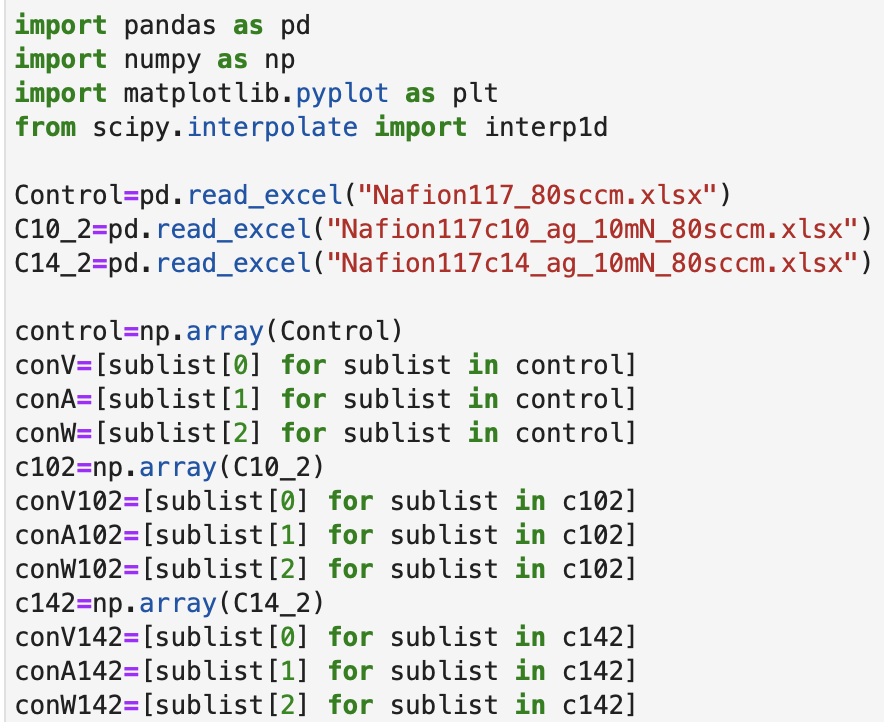 import pandas as pd
import numpy as np
import matplotlib.pyplot as plt
from scipy.interpolate import interp1d

Control=pd.read_excel("Nafion117_80sccm.xlsx")
C10_2=pd.read_excel("Nafion117c10_ag_10mN_80sccm.xlsx")
C14_2=pd.read_excel("Nafion117c14_ag_10mN_80sccm.xlsx")

control=np.array(Control)
conV=[sublist[0] for sublist in control]
conA=[sublist[1] for sublist in control]
conW=[sublist[2] for sublist in control]
c102=np.array(C10_2)
conV102=[sublist[0] for sublist in c102]
conA102=[sublist[1] for sublist in c102]
conW102=[sublist[2] for sublist in c102]
c142=np.array(C14_2)
conV142=[sublist[0] for sublist in c142]
conA142=[sublist[1] for sublist in c142]
conW142=[sublist[2] for sublist in c142]